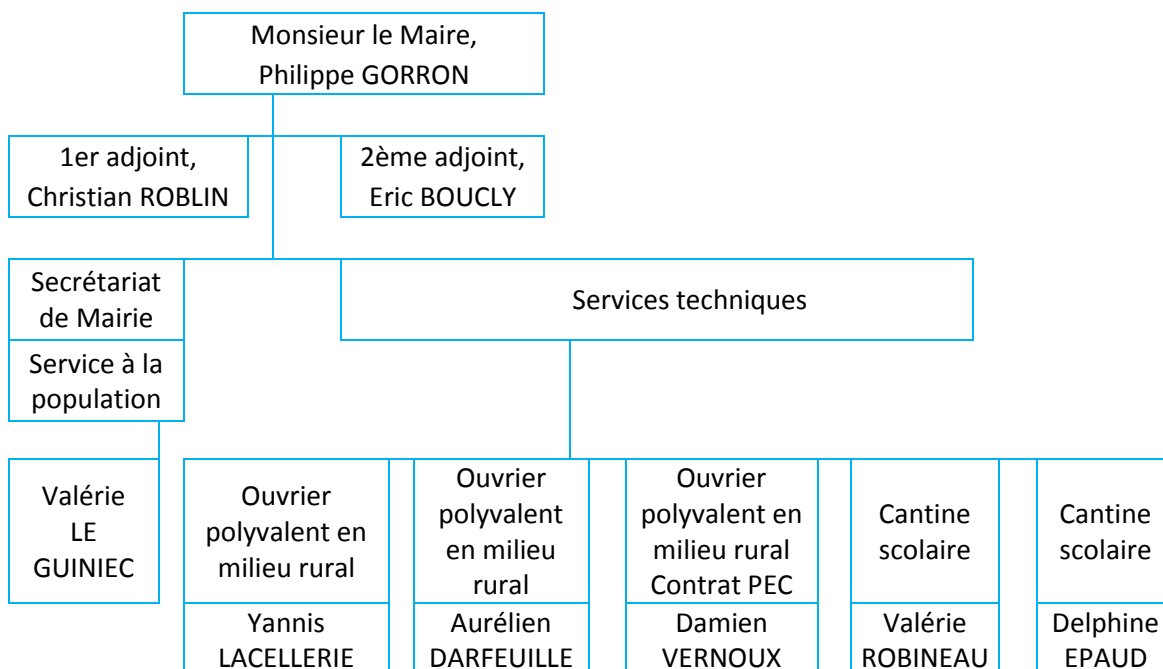 Monsieur le Maire,
Philippe GORRON
1er adjoint,
Christian ROBLIN
2ème adjoint,
Eric BOUCLY
Secrétariat
de Mairie
Service à la
population
Services techniques
Valérie
LE
GUINIEC
Ouvrier
polyvalent en
milieu rural
Yannis
LACELLERIE
Ouvrier
polyvalent
en milieu
rural
Aurélien
DARFEUILLE
Ouvrier
polyvalent en
milieu rural
Contrat PEC
Damien
VERNOUX
Cantine
scolaire
Valérie
ROBINEAU
Cantine
scolaire
Delphine
EPAUD